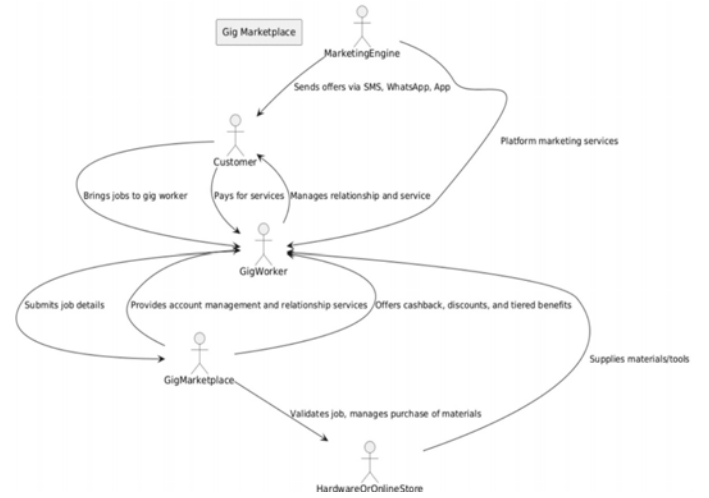 Gig Marketplace
MarketingEngine
Sends offers via SMS, WhatsApp, App
Platform marketing services
Customer
Brings jobs to gig worker
Pays for services
Manages relationship and service
GigWorker
Submits job details
Provides account management and relationship services
Offers cashback, discounts, and tiered benefits
Supplies materials/tools
GigMarketplace
Validates job, manages purchase of materials
HardwareOrOnlineStore